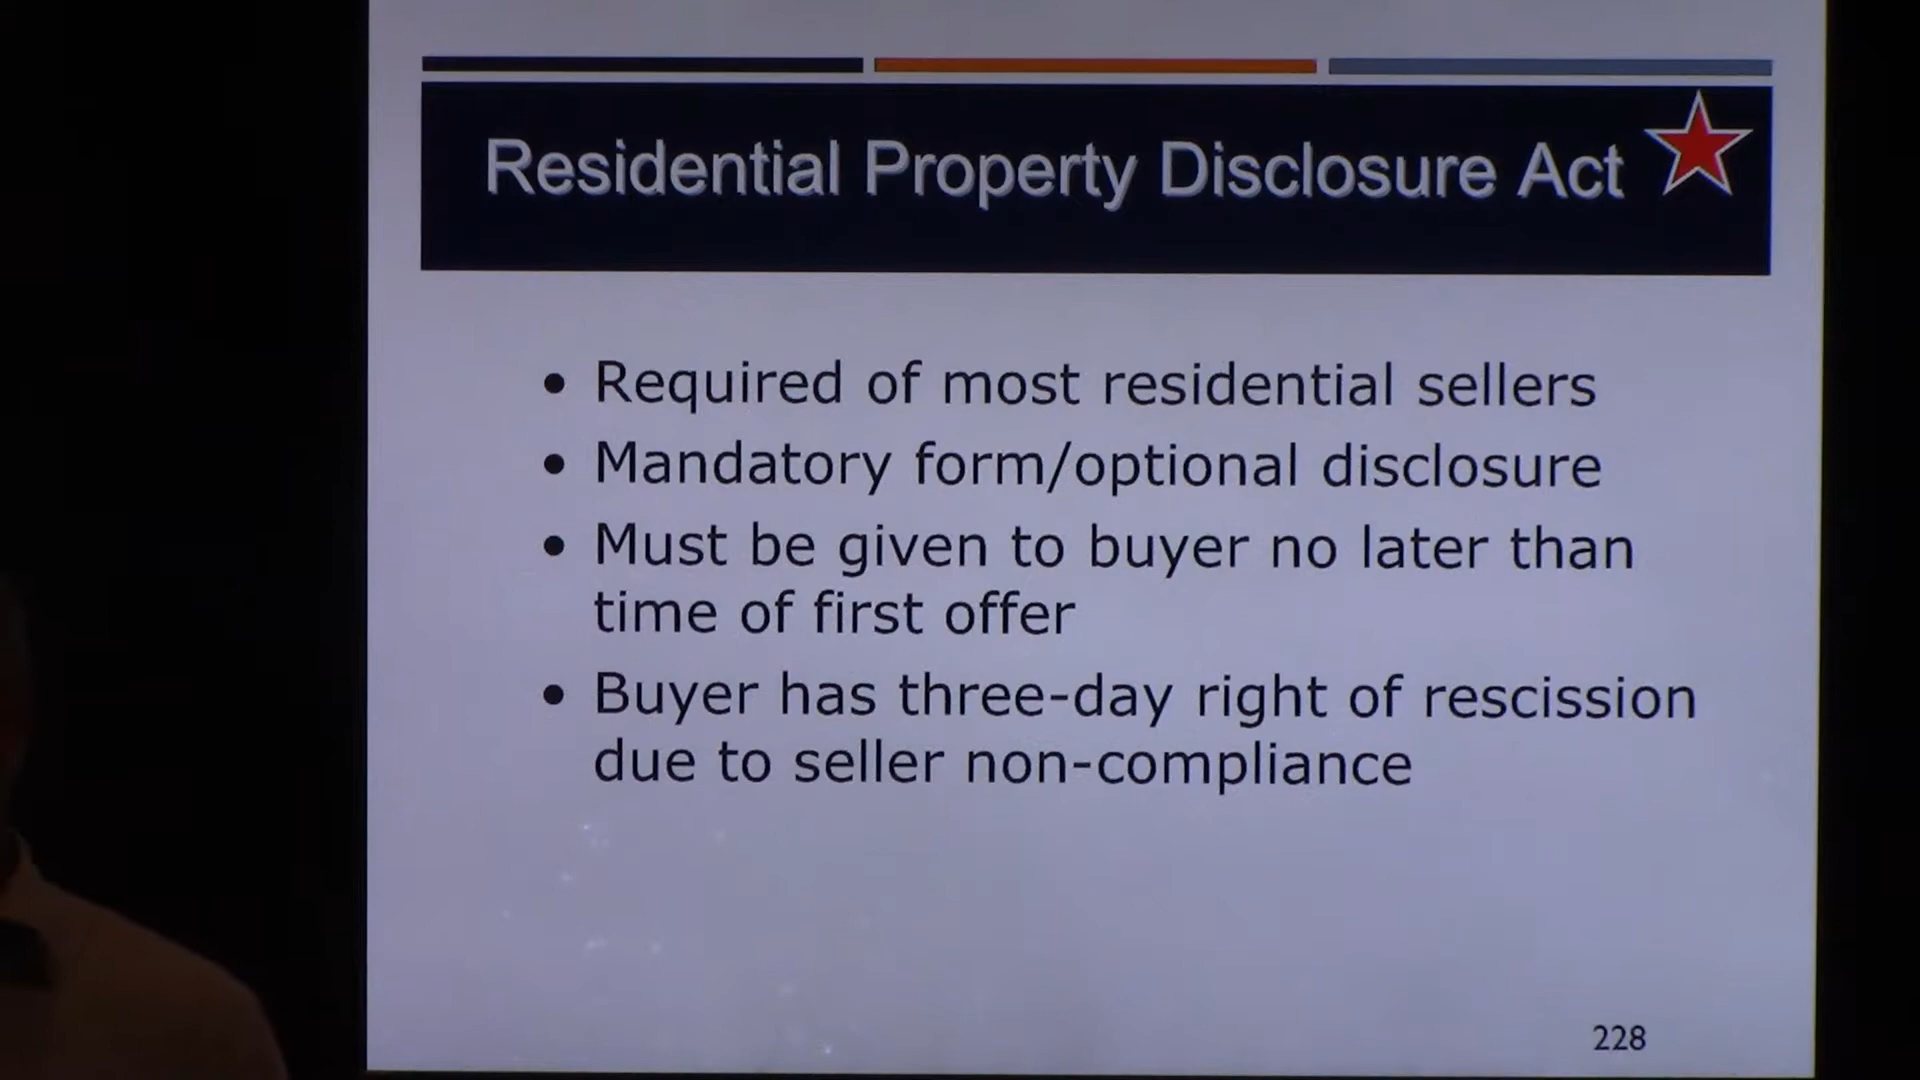 Residential Property Disclosure Act
• Required of most residential sellers
• Mandatory form/optional disclosure
• Must be given to buyer no later than
time of first offer
• Buyer has three-day right of rescission
due to seller non-compliance
228